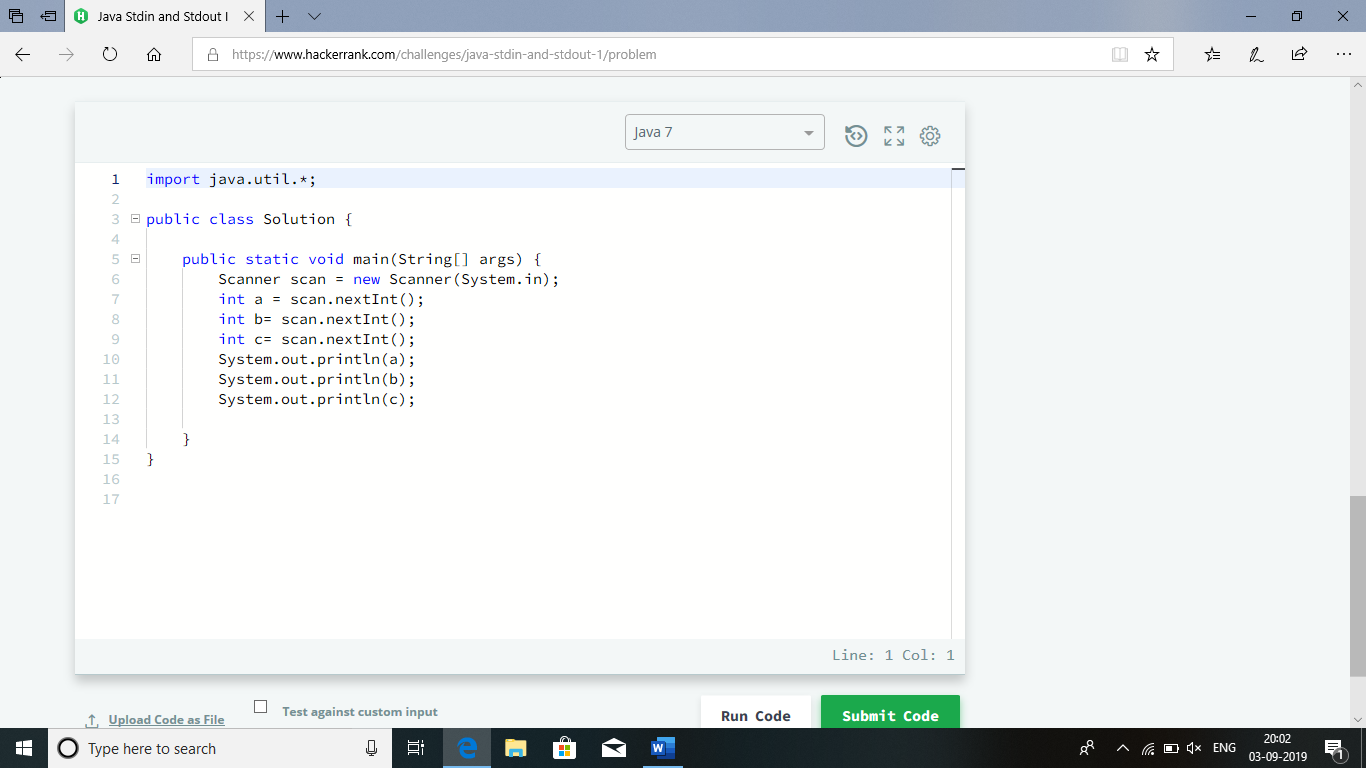 Java Stdin and Stdout I
https://www.hackerrank.com/challenges/java-stdin-and-stdout-1/problem
Java 7
1 import java.util.*;
2
3 public class Solution {
4
5 public static void main(String[] args) {
6 Scanner scan = new Scanner(System.in);
7 int a = scan.nextInt();
8 int b= scan.nextInt();
9 int c= scan.nextInt();
10 System.out.println(a);
11 System.out.println(b);
12 System.out.println(c);
13
14 }
15 }
16
17
Line: 1 Col: 1
Upload Code as File
Test against custom input
Run Code
Submit Code
Type here to search
ENG
20:02
03-09-2019
1